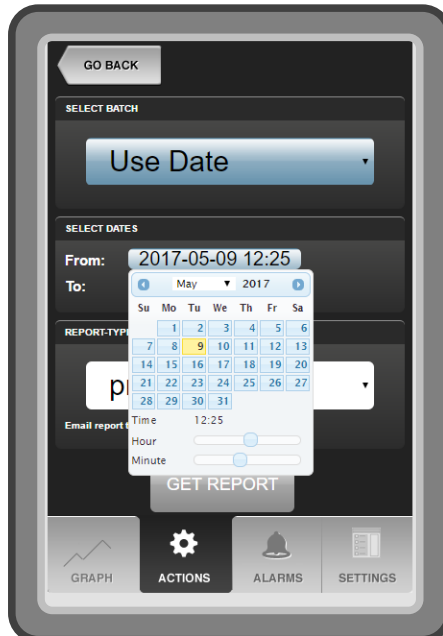 GO BACK
SELECT BATCH
Use Date
SELECT DATES
From: 2017-05-09 12:25
To:
May 2017
Su Mo Tu We Th Fr Sa
1 2 3 4 5 6
7 8 9 10 11 12 13
14 15 16 17 18 19 20
21 22 23 24 25 26 27
28 29 30 31
Time 12:25
Hour
Minute
Email report
GET REPORT
GRAPH ACTIONS ALARMS SETTINGS